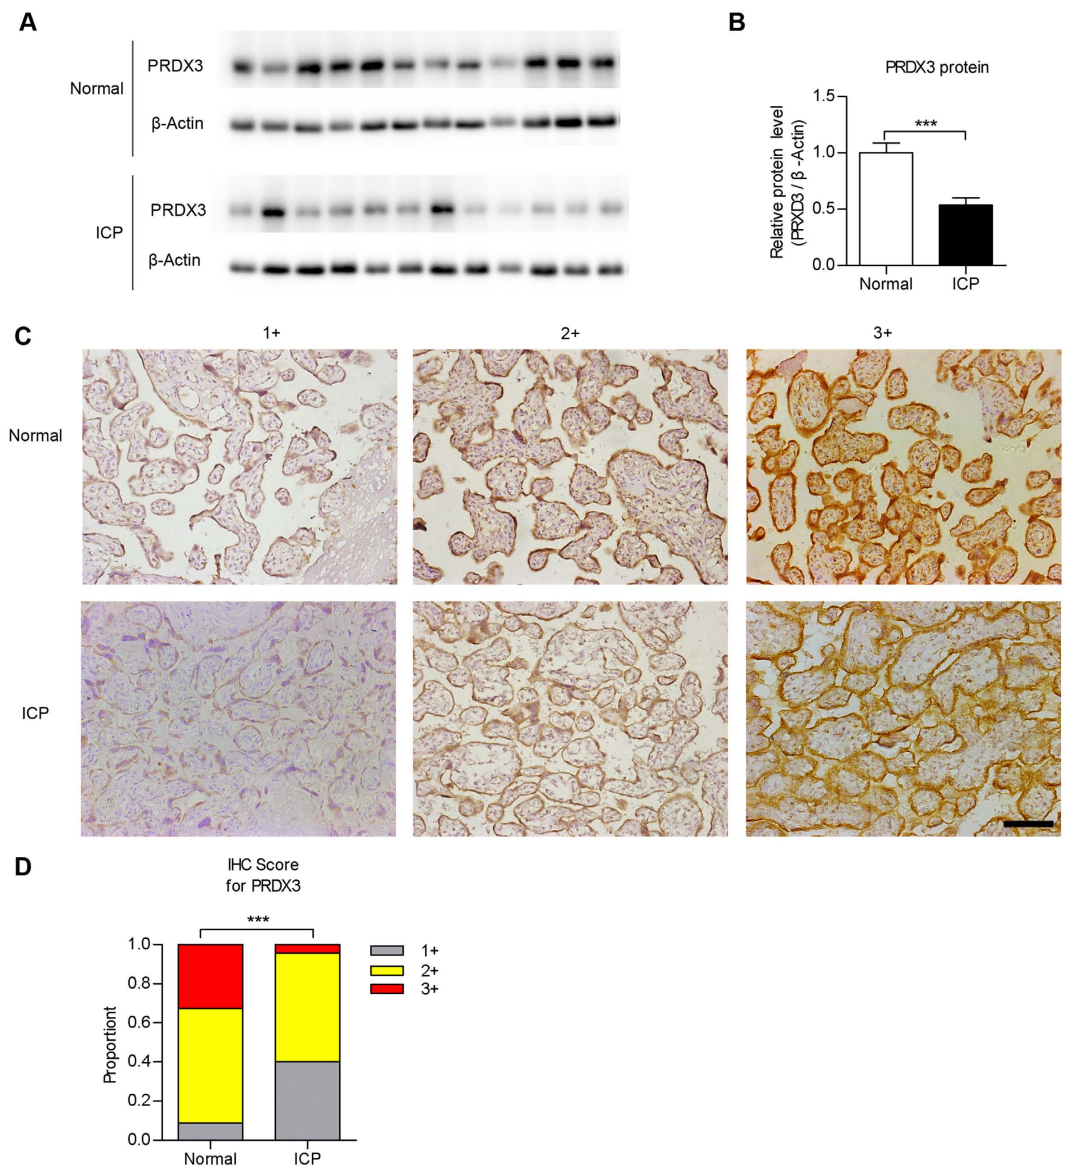 A
Normal
PRDX3
β-Actin
ICP
PRDX3
β-Actin
B
PRDX3 protein
Relative protein level
(PRXD3 / β -Actin)
1.5
1.0
0.5
0.0
***
Normal
ICP
C
1+
2+
3+
Normal
ICP
D
IHC Score
for PRDX3
***
Proportiont
1.0
0.8
0.6
0.4
0.2
0.0
Normal
ICP
1+
2+
3+